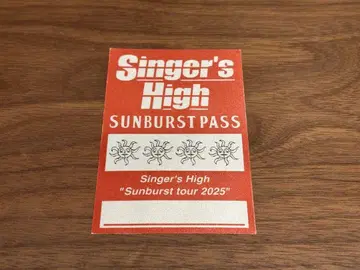 Singer's
High
SUNBURST PASS
Singer's High
"Sunburst tour 2025"